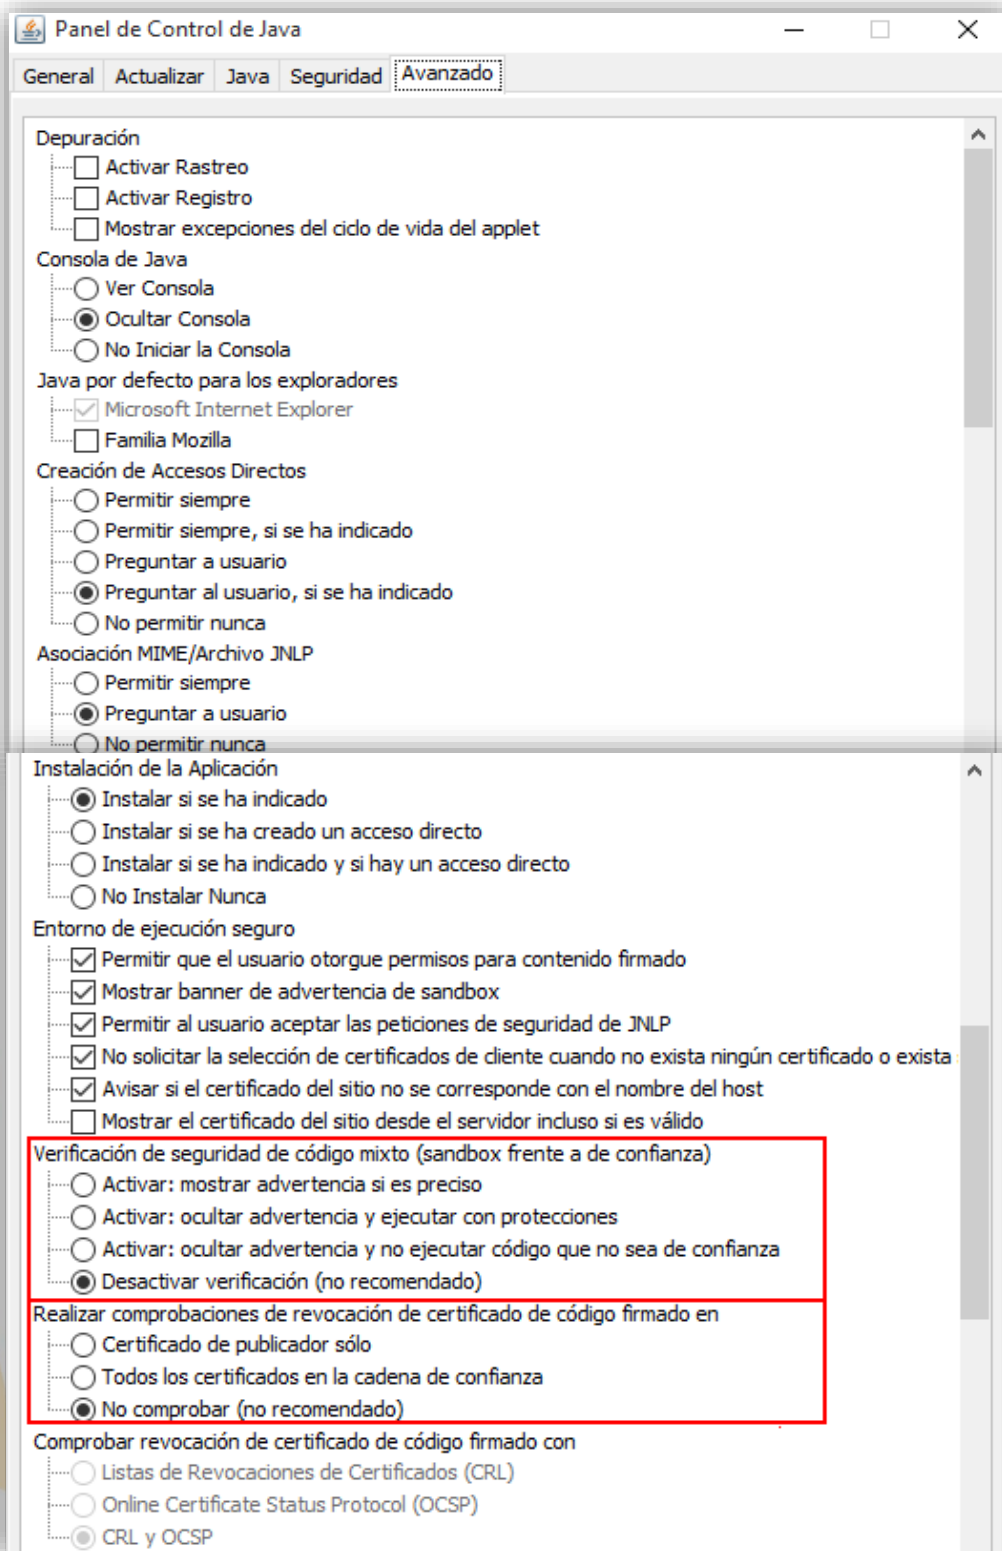 Panel de Control de Java
General Actualizar Java Seguridad Avanzado
Depuración
Activar Rastreo
Activar Registro
Mostrar excepciones del ciclo de vida del applet
Consola de Java
Ver Consola
Ocultar Consola
No Iniciar la Consola
Java por defecto para los exploradores
Microsoft Internet Explorer
Familia Mozilla
Creación de Accesos Directos
Permitir siempre
Permitir siempre, si se ha indicado
Preguntar a usuario
Preguntar al usuario, si se ha indicado
No permitir nunca
Asociación MIME/Archivo JNLP
Permitir siempre
Preguntar a usuario
No permitir nunca
Instalación de la Aplicación
Instalar si se ha indicado
Instalar si se ha creado un acceso directo
Instalar si se ha indicado y si hay un acceso directo
No Instalar Nunca
Entorno de ejecución seguro
Permitir que el usuario otorgue permisos para contenido firmado
Mostrar banner de advertencia de sandbox
Permitir al usuario aceptar las peticiones de seguridad de JNLP
No solicitar la selección de certificados de cliente cuando no exista ningún certificado o exista
Avisar si el certificado del sitio no se corresponde con el nombre del host
Mostrar el certificado del sitio desde el servidor incluso si es válido
Verificación de seguridad de código mixto (sandbox frente a de confianza)
Activar: mostrar advertencia si es preciso
Activar: ocultar advertencia y ejecutar con protecciones
Activar: ocultar advertencia y no ejecutar código que no sea de confianza
Desactivar verificación (no recomendado)
Realizar comprobaciones de revocación de certificado de código firmado en
Certificado de publicador sólo
Todos los certificados en la cadena de confianza
No comprobar (no recomendado)
Comprobar revocación de certificado de código firmado con
Listas de Revocaciones de Certificados (CRL)
Online Certificate Status Protocol (OCSP)
CRL y OCSP